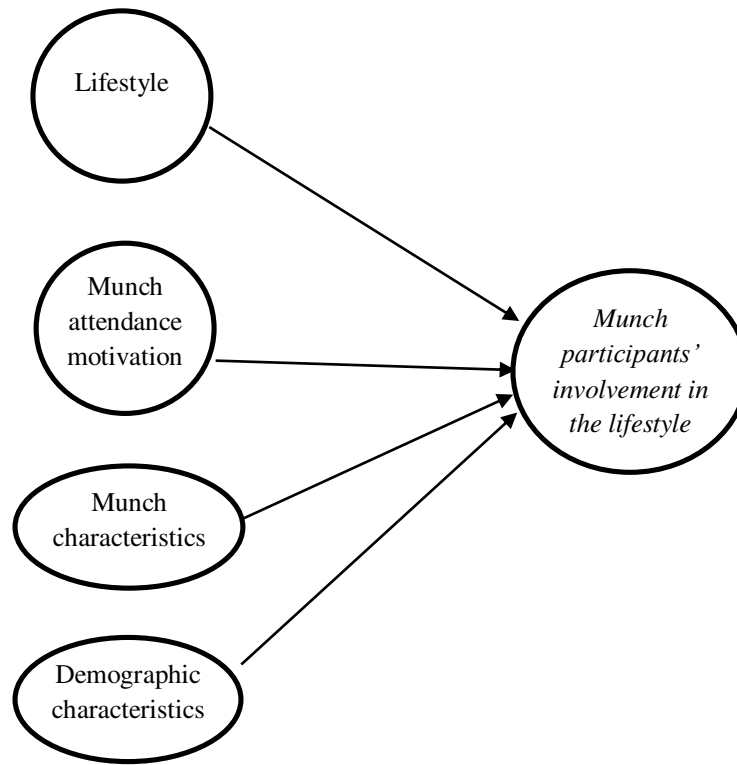 Lifestyle
Munch
attendance
motivation
Munch
participants’
involvement in
the lifestyle
Munch
characteristics
Demographic
characteristics